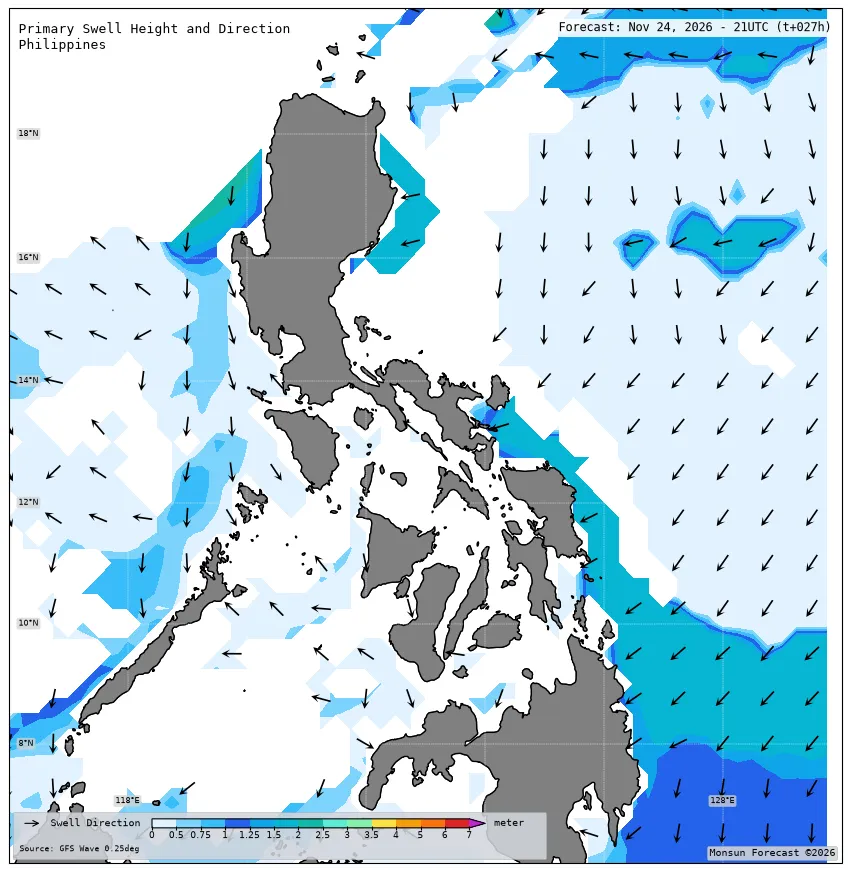 Primary Swell Height and Direction
Philippines
Forecast: Nov 24, 2026 - 21UTC (t+027h)
18°N
16°N
14°N
12°N
10°N
8°N
118°E
128°E
Swell Direction
0 0.5 0.75 1 1.25 1.5 2 2.5 3 3.5 4 5 6 7
meter
Source: GFS Wave 0.25deg
Monsun Forecast ©2026